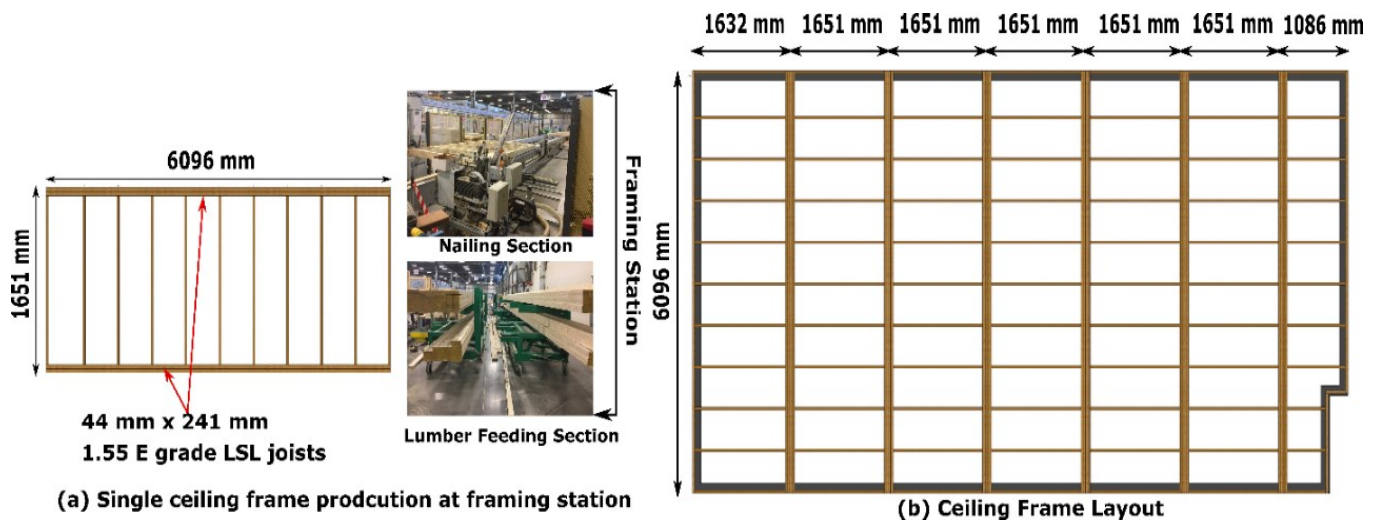 1632 mm 1651 mm 1651 mm 1651 mm 1651 mm 1651 mm 1086 mm
6096 mm
1651 mm
Nailing Section
Framing Station
6096 mm
44 mm x 241 mm
1.55 E grade LSL joists
Lumber Feeding Section
(a) Single ceiling frame prodcution at framing station
(b) Ceiling Frame Layout